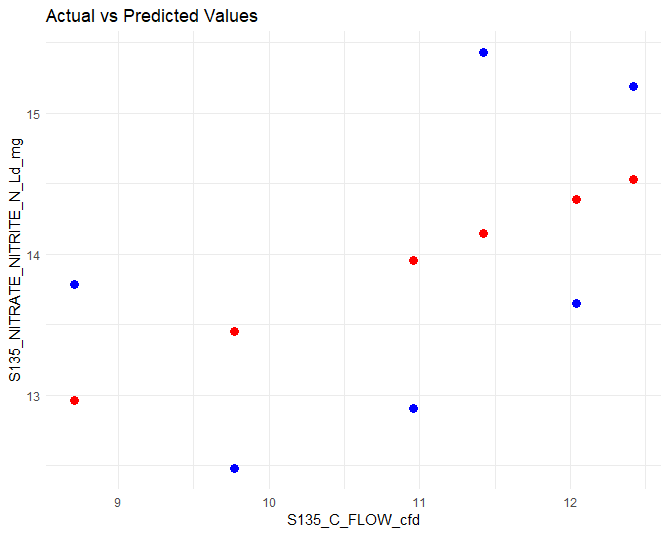 Actual vs Predicted Values
S135_NITRATE_NITRITE_N_Ld_mg
15
14
13
9 10 11 12
S135_C_FLOW_cfd